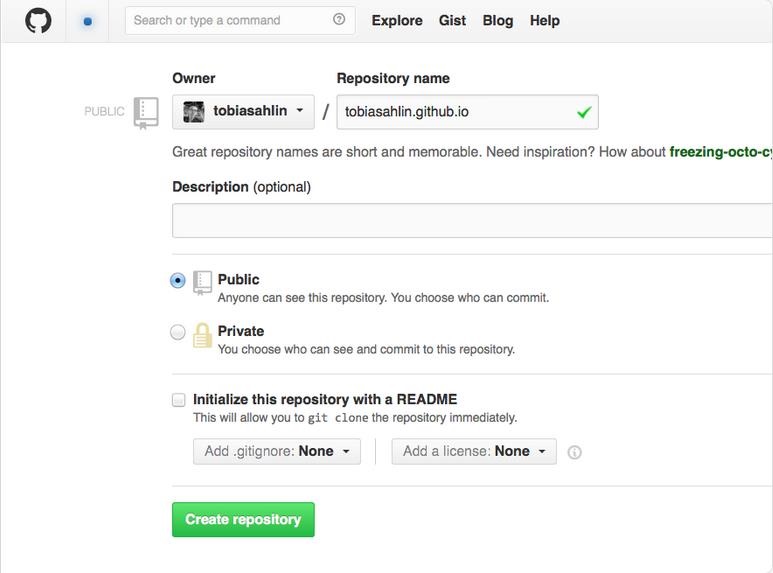 Search or type a command
Explore Gist Blog Help
Owner Repository name
PUBLIC tobiasahlin / tobiasahlin.github.io
Great repository names are short and memorable. Need inspiration? How about freezing-octo-cy
Description (optional)
Public
Anyone can see this repository. You choose who can commit.
Private
You choose who can see and commit to this repository.
Initialize this repository with a README
This will allow you to git clone the repository immediately.
Add .gitignore: None Add a license: None
Create repository